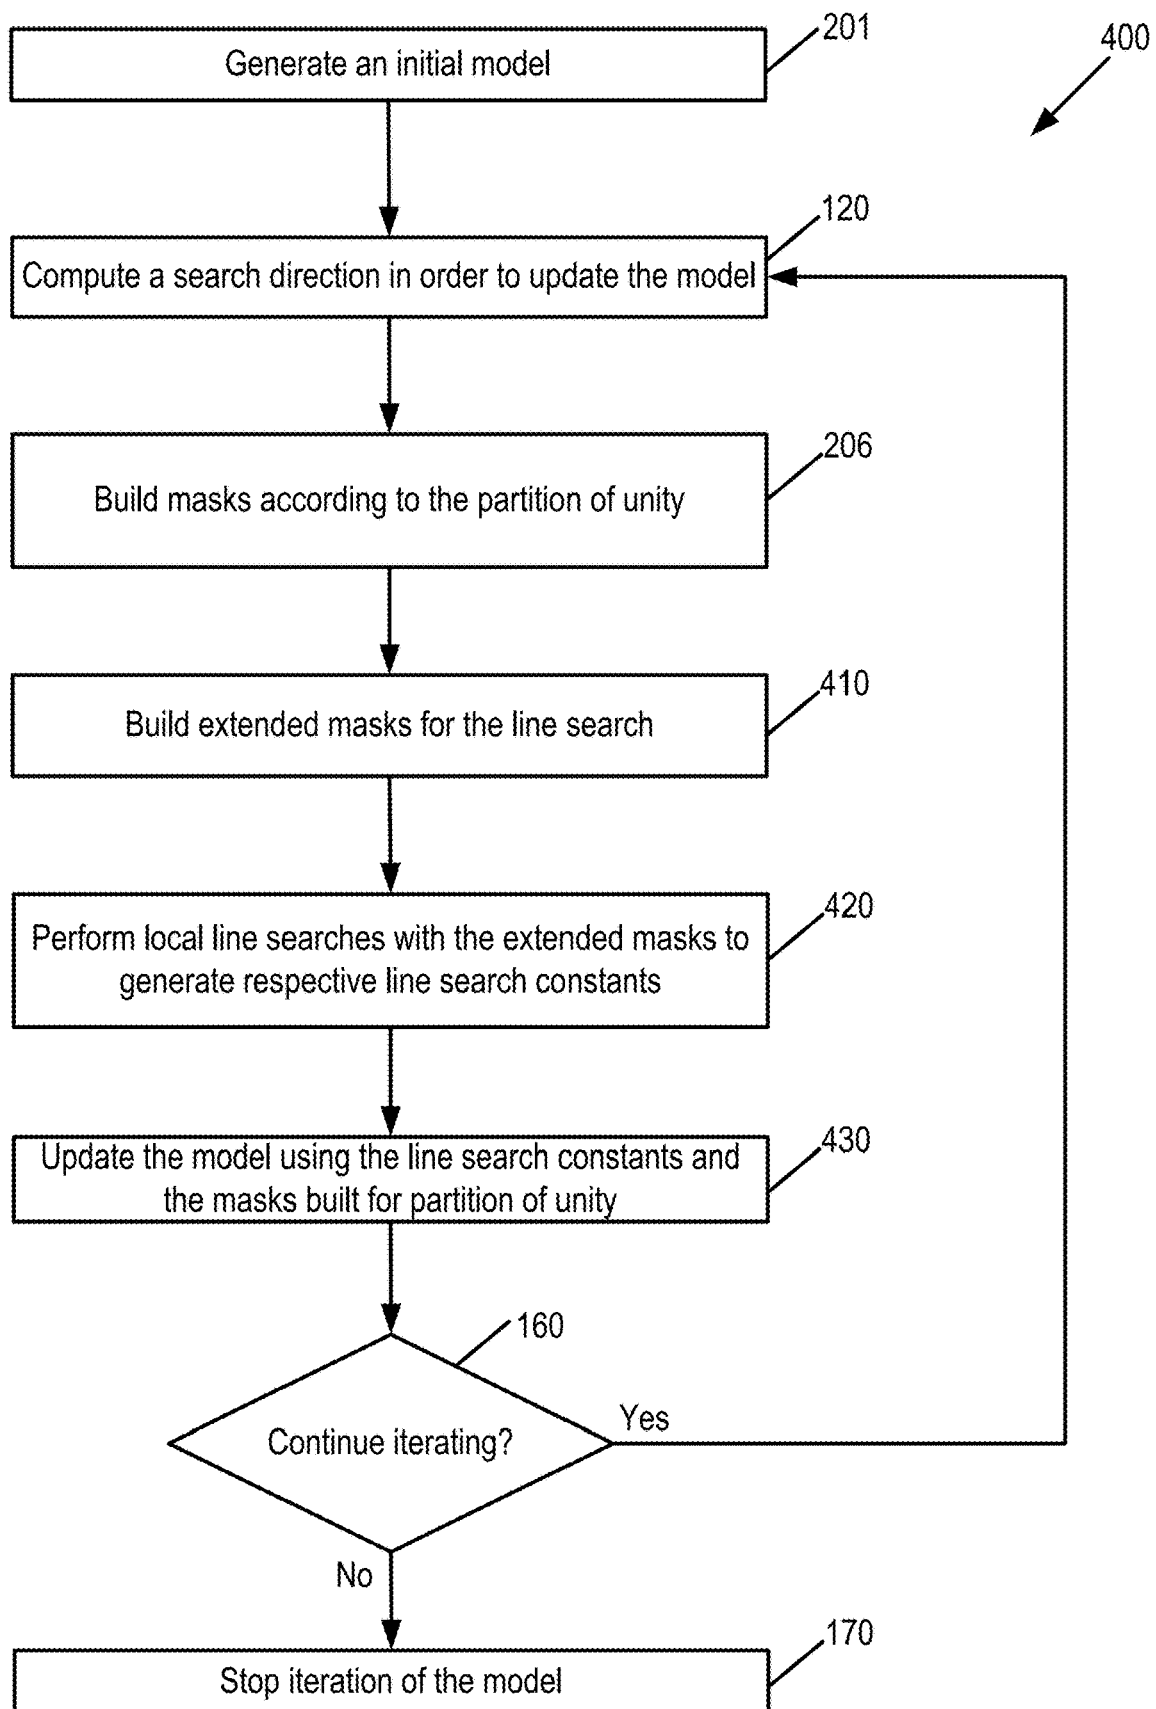 201
400
Generate an initial model
120
Compute a search direction in order to update the model
206
Build masks according to the partition of unity
410
Build extended masks for the line search
420
Perform local line searches with the extended masks to
generate respective line search constants
430
Update the model using the line search constants and
the masks built for partition of unity
160
Continue iterating?
Yes
No
170
Stop iteration of the model